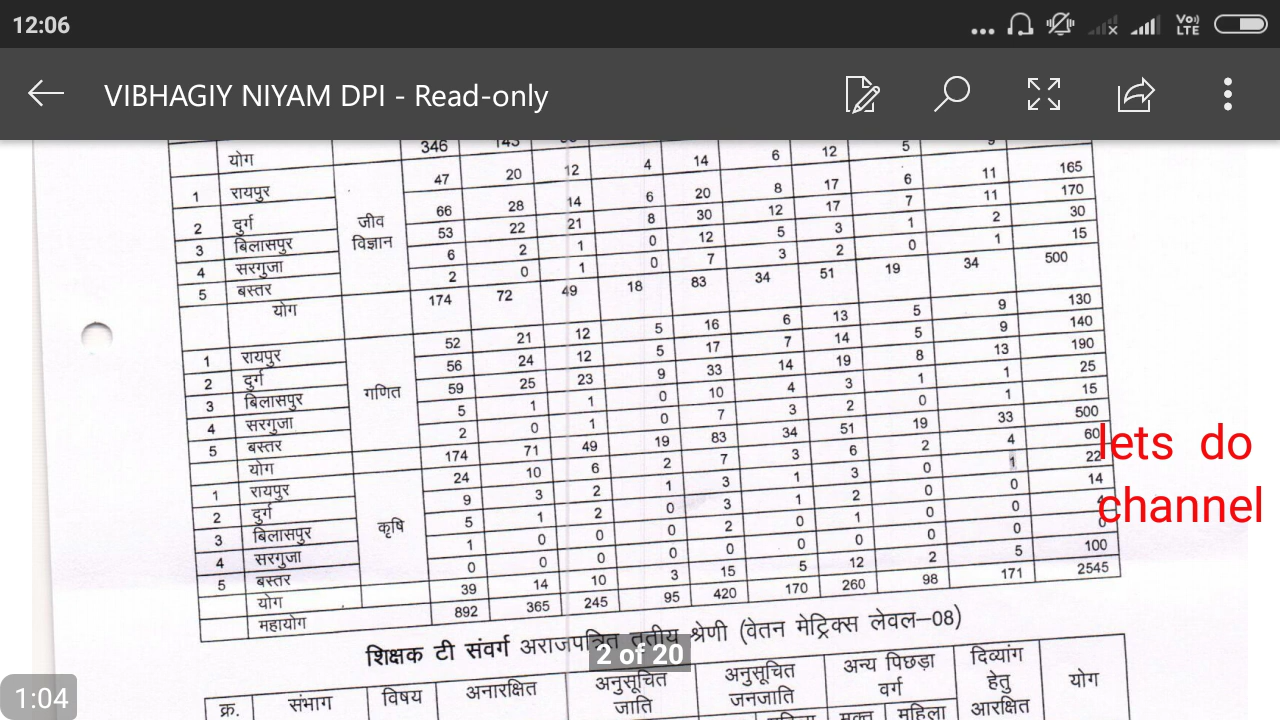 12:06 Vo)) LTE
VIBHAGIY NIYAM DPI - Read-only
योग 346 143
1 रायपुर जीव विज्ञान 47 20 12 4 14 6 12 5 9
2 दुर्ग 66 28 14 6 20 8 17 6 11 165
3 बिलासपुर 53 22 21 8 30 12 17 7 11 170
4 सरगुजा 6 2 1 0 12 5 3 1 2 30
5 बस्तर 2 0 1 0 7 3 2 0 1 15
योग 174 72 49 18 83 34 51 19 34 500
1 रायपुर गणित 52 21 12 5 16 6 13 5 9 130
2 दुर्ग 56 24 12 5 17 7 14 5 9 140
3 बिलासपुर 59 25 23 9 33 14 19 8 13 190
4 सरगुजा 5 1 1 0 10 4 3 1 1 25
5 बस्तर 2 0 1 0 7 3 2 0 1 15
योग 174 71 49 19 83 34 51 19 33 500
1 रायपुर कृषि 24 10 6 2 7 3 6 2 4 60
2 दुर्ग 9 3 2 1 3 1 3 0 1 22
3 बिलासपुर 5 1 2 0 3 1 2 0 0 14
4 सरगुजा 1 0 0 0 2 0 1 0 0 4
5 बस्तर 0 0 0 0 0 0 0 0 0 0
योग 39 14 10 3 15 5 12 2 5 100
महायोग 892 365 245 95 420 170 260 98 171 2545
lets do
channel
शिक्षक टी संवर्ग अराजपत्रित तृतीय श्रेणी (वेतन मेट्रिक्स लेवल–08)
2 of 20
क्र. संभाग विषय अनारक्षित अनुसूचित जाति अनुसूचित जनजाति अन्य पिछड़ा वर्ग दिव्यांग हेतु आरक्षित योग
मुक्त महिला
1:04